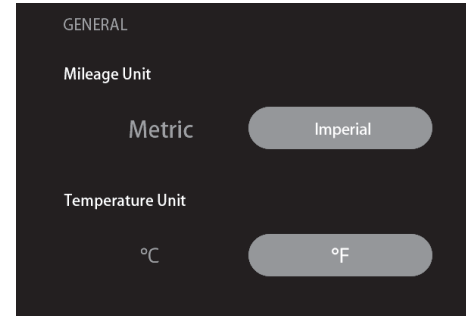 GENERAL
Mileage Unit
Metric Imperial
Temperature Unit
°C °F